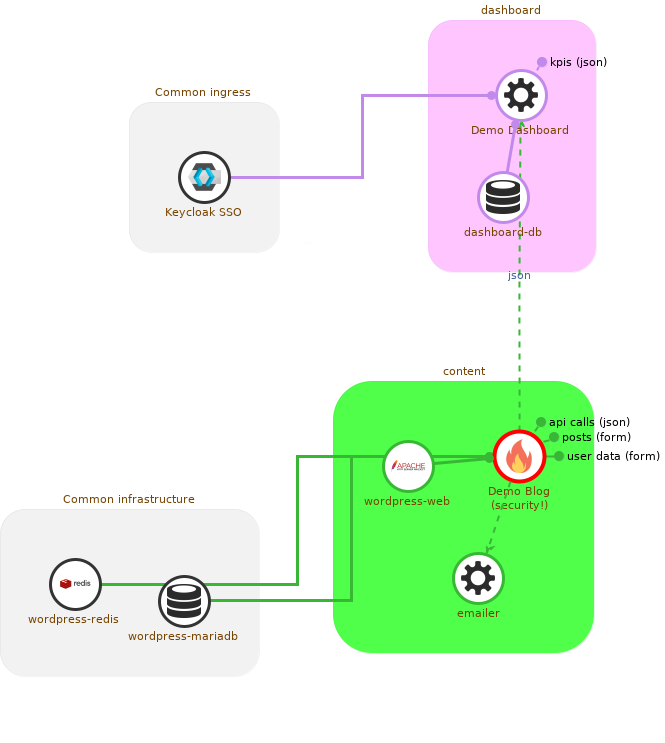 dashboard
kpis (json)
Common ingress
Demo Dashboard
Keycloak SSO
dashboard-db
json
content
api calls (json)
posts (form)
user data (form)
APACHE
wordpress-web
Demo Blog
(security!)
Common infrastructure
redis
wordpress-redis
wordpress-mariadb
emailer